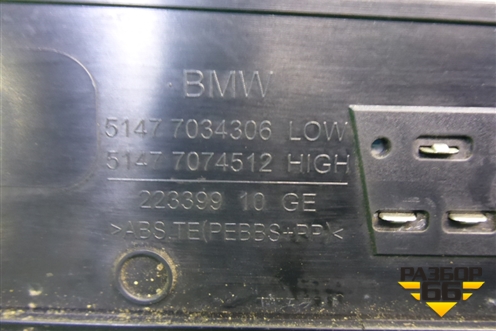 BMW
5147 7034306 LOW
5147 7074512 HIGH
223399 10 GE
>ABS,TE(PEBBS+PP)<
РАЗБОР
66